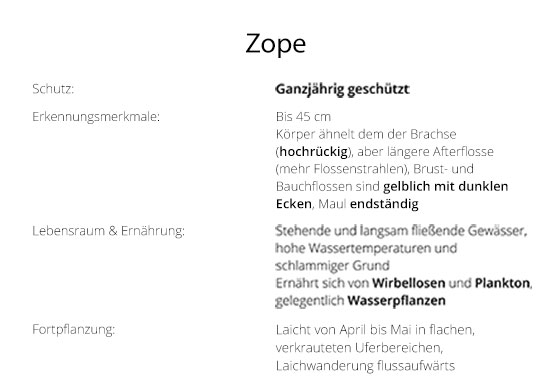 Zope
Schutz: Ganzjährig geschützt
Erkennungsmerkmale: Bis 45 cm
Körper ähnelt dem der Brachse
(hochrückig), aber längere Afterflosse
(mehr Flossenstrahlen), Brust- und
Bauchflossen sind gelblich mit dunklen
Ecken, Maul endständig
Lebensraum & Ernährung: Stehende und langsam fließende Gewässer,
hohe Wassertemperaturen und
schlammiger Grund
Ernährt sich von Wirbellosen und Plankton,
gelegentlich Wasserpflanzen
Fortpflanzung: Laicht von April bis Mai in flachen,
verkrauteten Uferbereichen,
Laichwanderung flussaufwärts